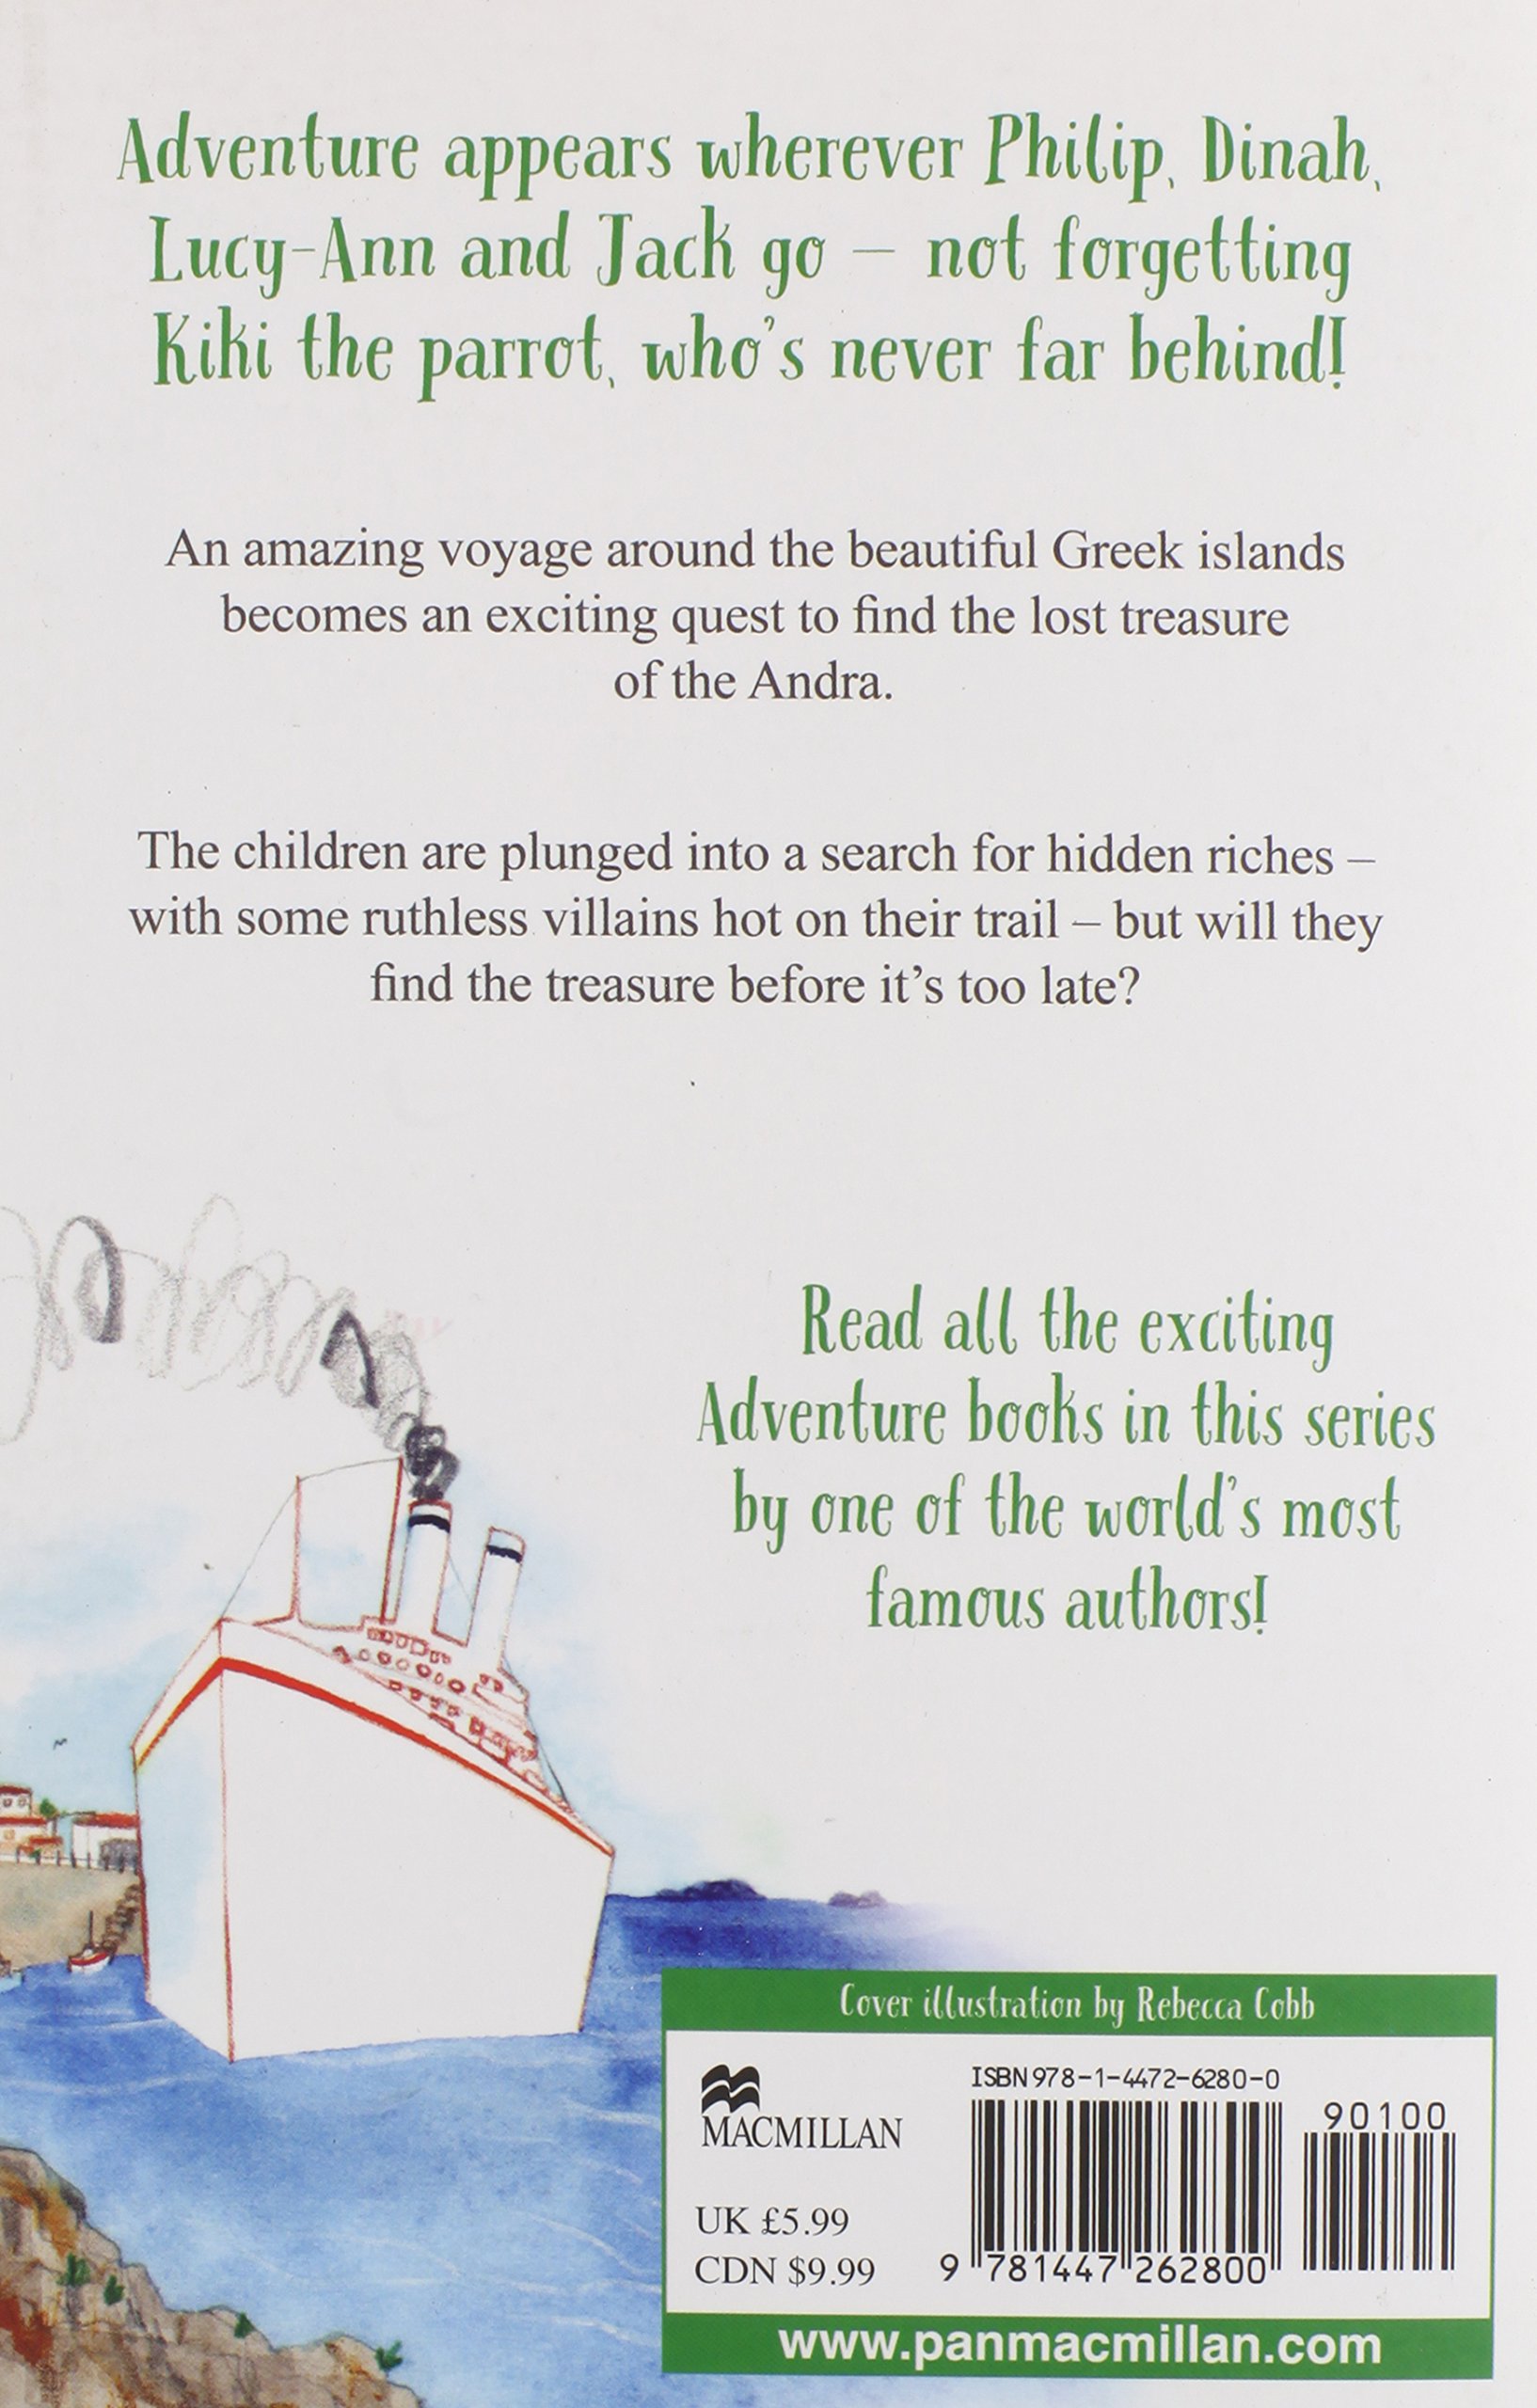 Adventure appears wherever Philip, Dinah,
Lucy-Ann and Jack go – not forgetting
Kiki the parrot, who's never far behind!
An amazing voyage around the beautiful Greek islands
becomes an exciting quest to find the lost treasure
of the Andra.
The children are plunged into a search for hidden riches –
with some ruthless villains hot on their trail – but will they
find the treasure before it's too late?
Read all the exciting
Adventure books in this series
by one of the world's most
famous authors!
Cover illustration by Rebecca Cobb
MACMILLAN
UK £5.99
CDN $9.99
ISBN 978-1-4472-6280-0
90100
9 781447 262800
www.panmacmillan.com